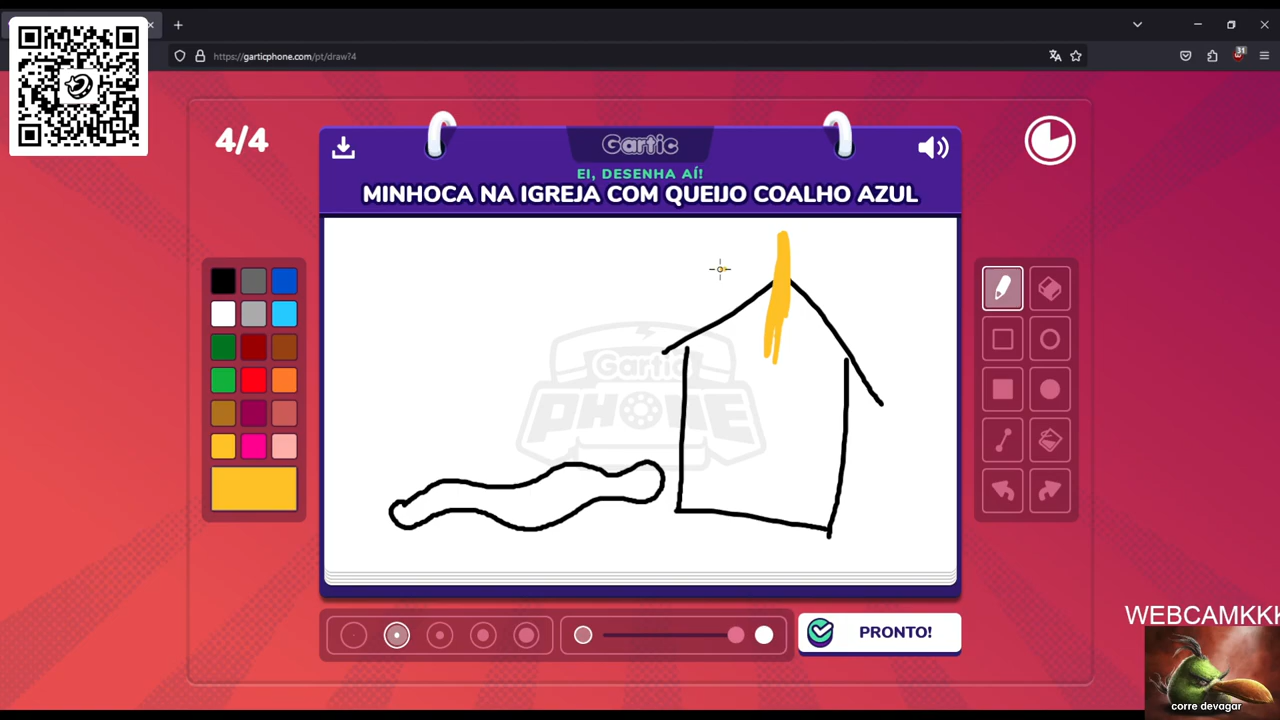 https://garticphone.com/pt/draw?4
31
4/4
Gartic
EI, DESENHA AÍ!
MINHOCA NA IGREJA COM QUEIJO COALHO AZUL
Gartic
PHONE
PRONTO!
WEBCAMKKK
corre devagar